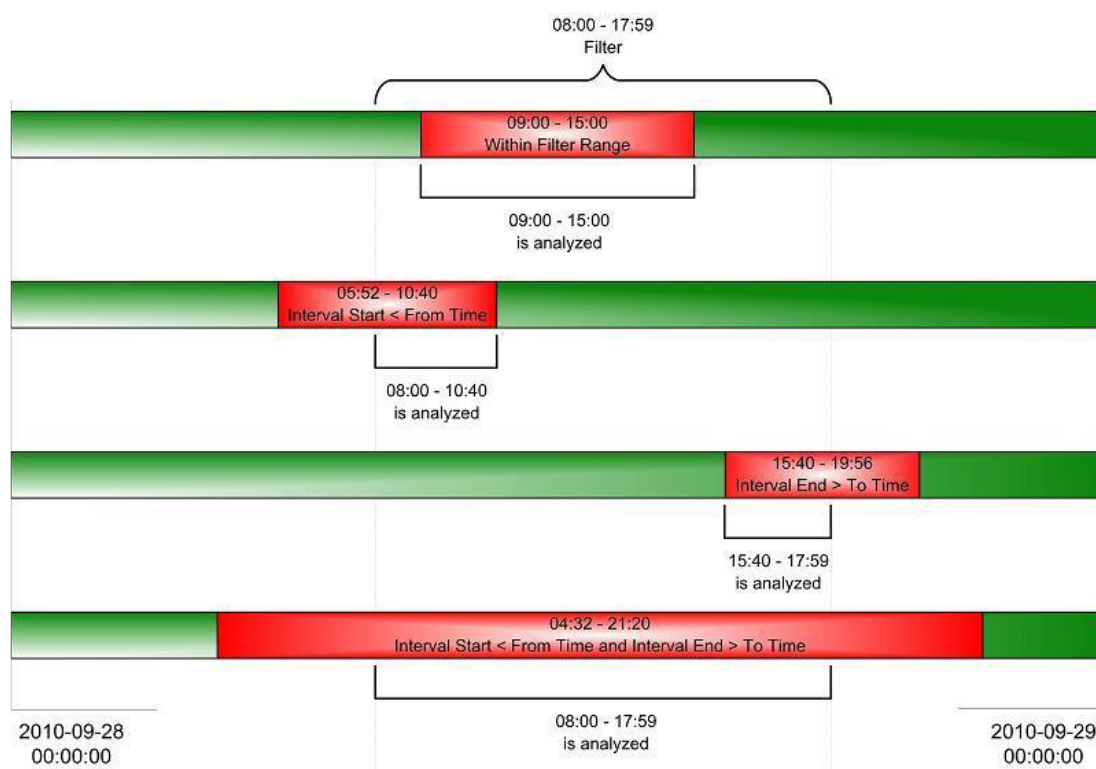 08:00 - 17:59
Filter
09:00 - 15:00
Within Filter Range
09:00 - 15:00
is analyzed
05:52 - 10:40
Interval Start < From Time
08:00 - 10:40
is analyzed
15:40 - 19:56
Interval End > To Time
15:40 - 17:59
is analyzed
04:32 - 21:20
Interval Start < From Time and Interval End > To Time
08:00 - 17:59
is analyzed
2010-09-28
00:00:00
2010-09-29
00:00:00